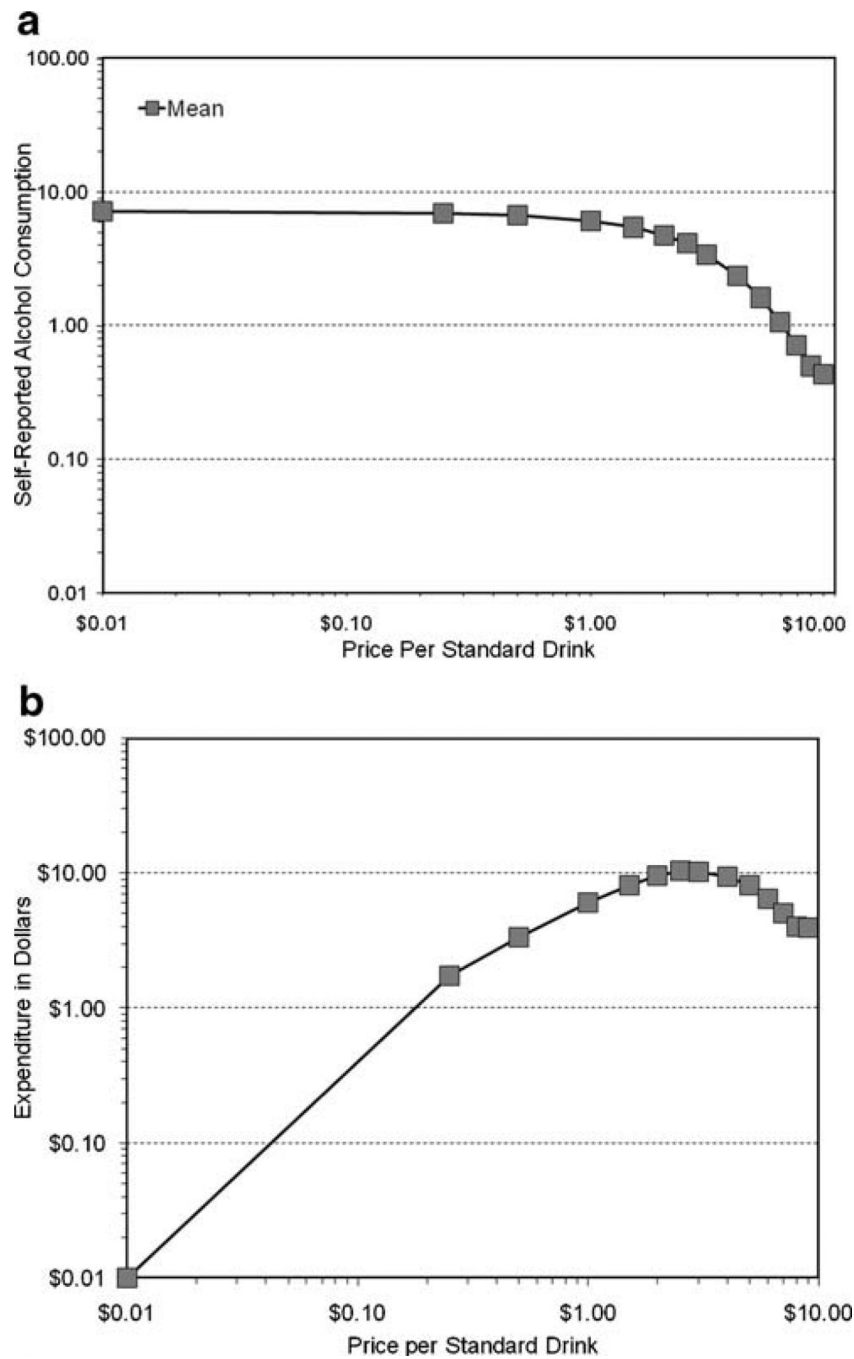 a
100.00
Mean
10.00
1.00
0.10
0.01
Self-Reported Alcohol Consumption
$0.01
$0.10
$1.00
$10.00
Price Per Standard Drink
b
$100.00
$10.00
$1.00
$0.10
$0.01
Expenditure in Dollars
$0.01
$0.10
$1.00
$10.00
Price per Standard Drink